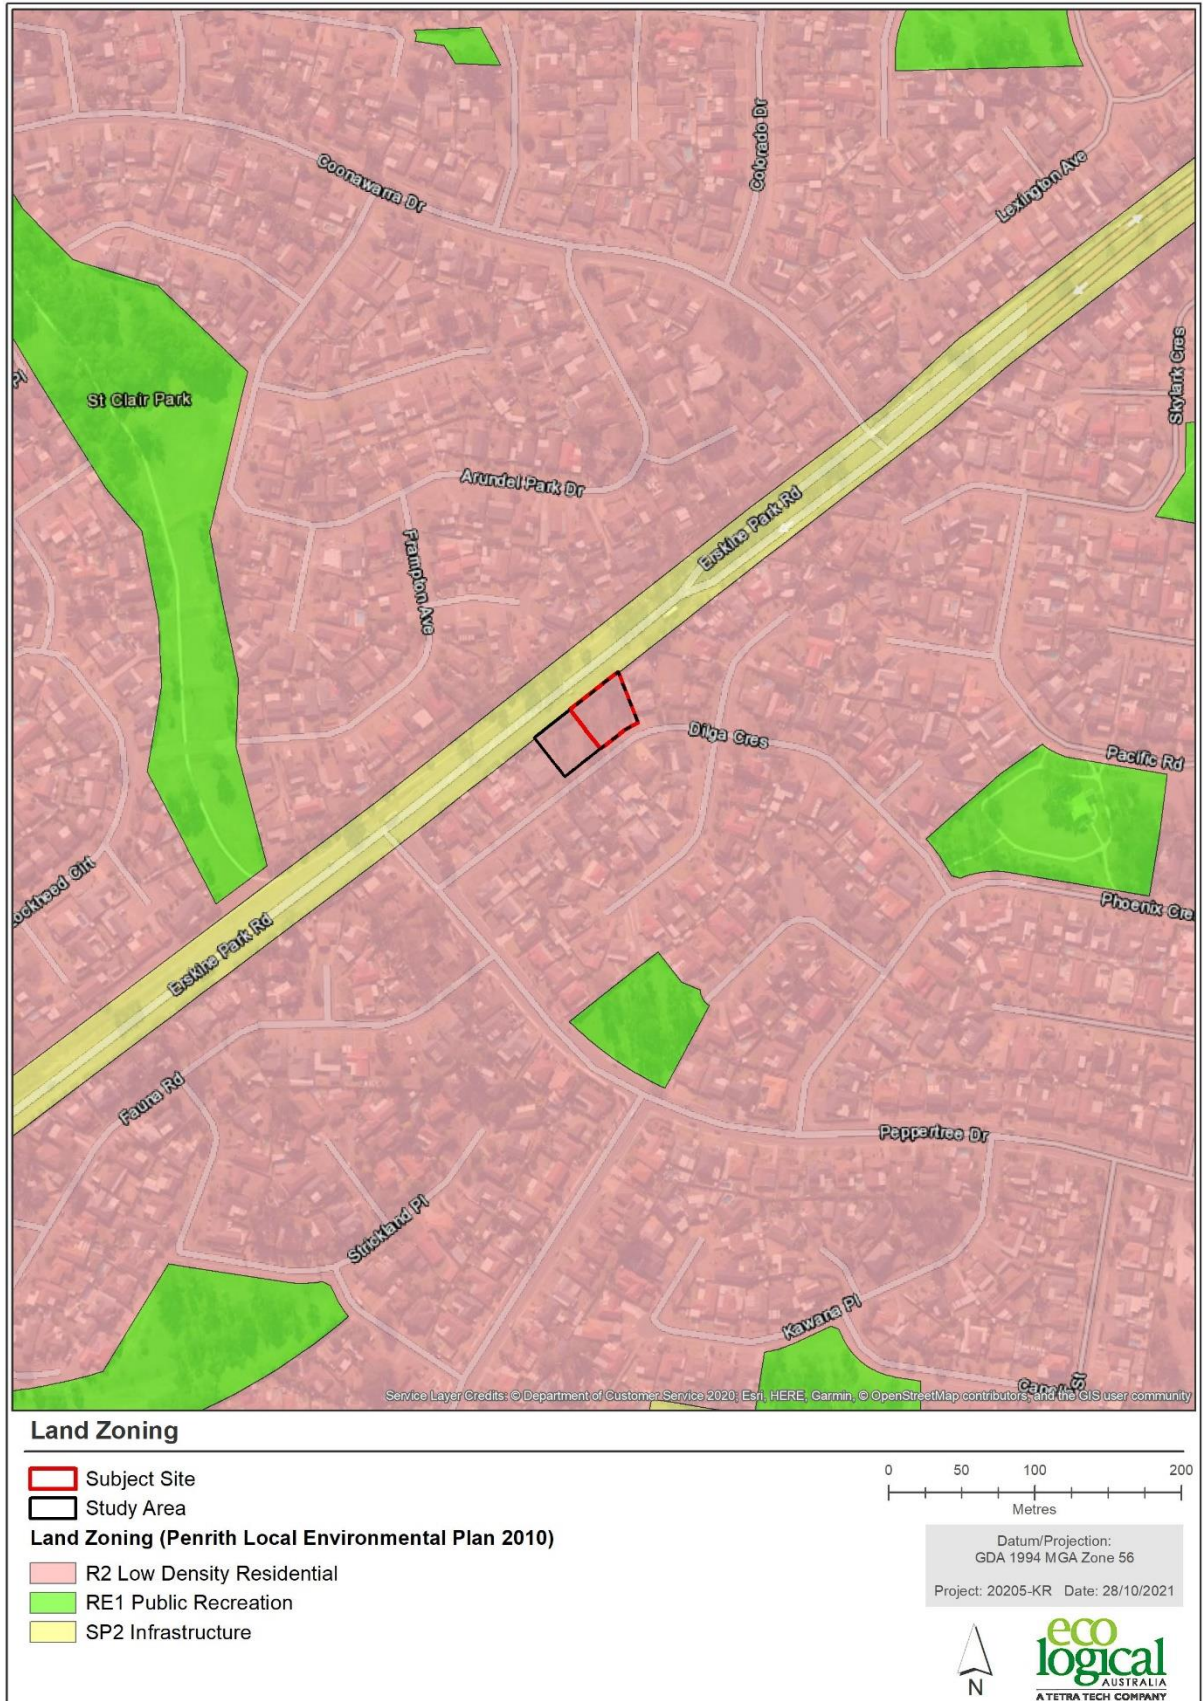 Coonawarra Dr
Colorado Dr
Lexington Ave
Skylark Cres
St Clair Park
Arundel Park Dr
Frampton Ave
Erskine Park Rd
Dilga Cres
Pacific Rd
Phoenix Cre
Erskine Park Rd
Fauna Rd
Peppertree Dr
Strickland Pl
Kawana Pl
Service Layer Credits: © Department of Customer Service 2020; Esri, HERE, Garmin, © OpenStreetMap contributors, and the GIS user community
Land Zoning
Subject Site
Study Area
Land Zoning (Penrith Local Environmental Plan 2010)
R2 Low Density Residential
RE1 Public Recreation
SP2 Infrastructure
0 50 100 200
Metres
Datum/Projection:
GDA 1994 MGA Zone 56
Project: 20205-KR Date: 28/10/2021
N
eco
logical
AUSTRALIA
A TETRA TECH COMPANY